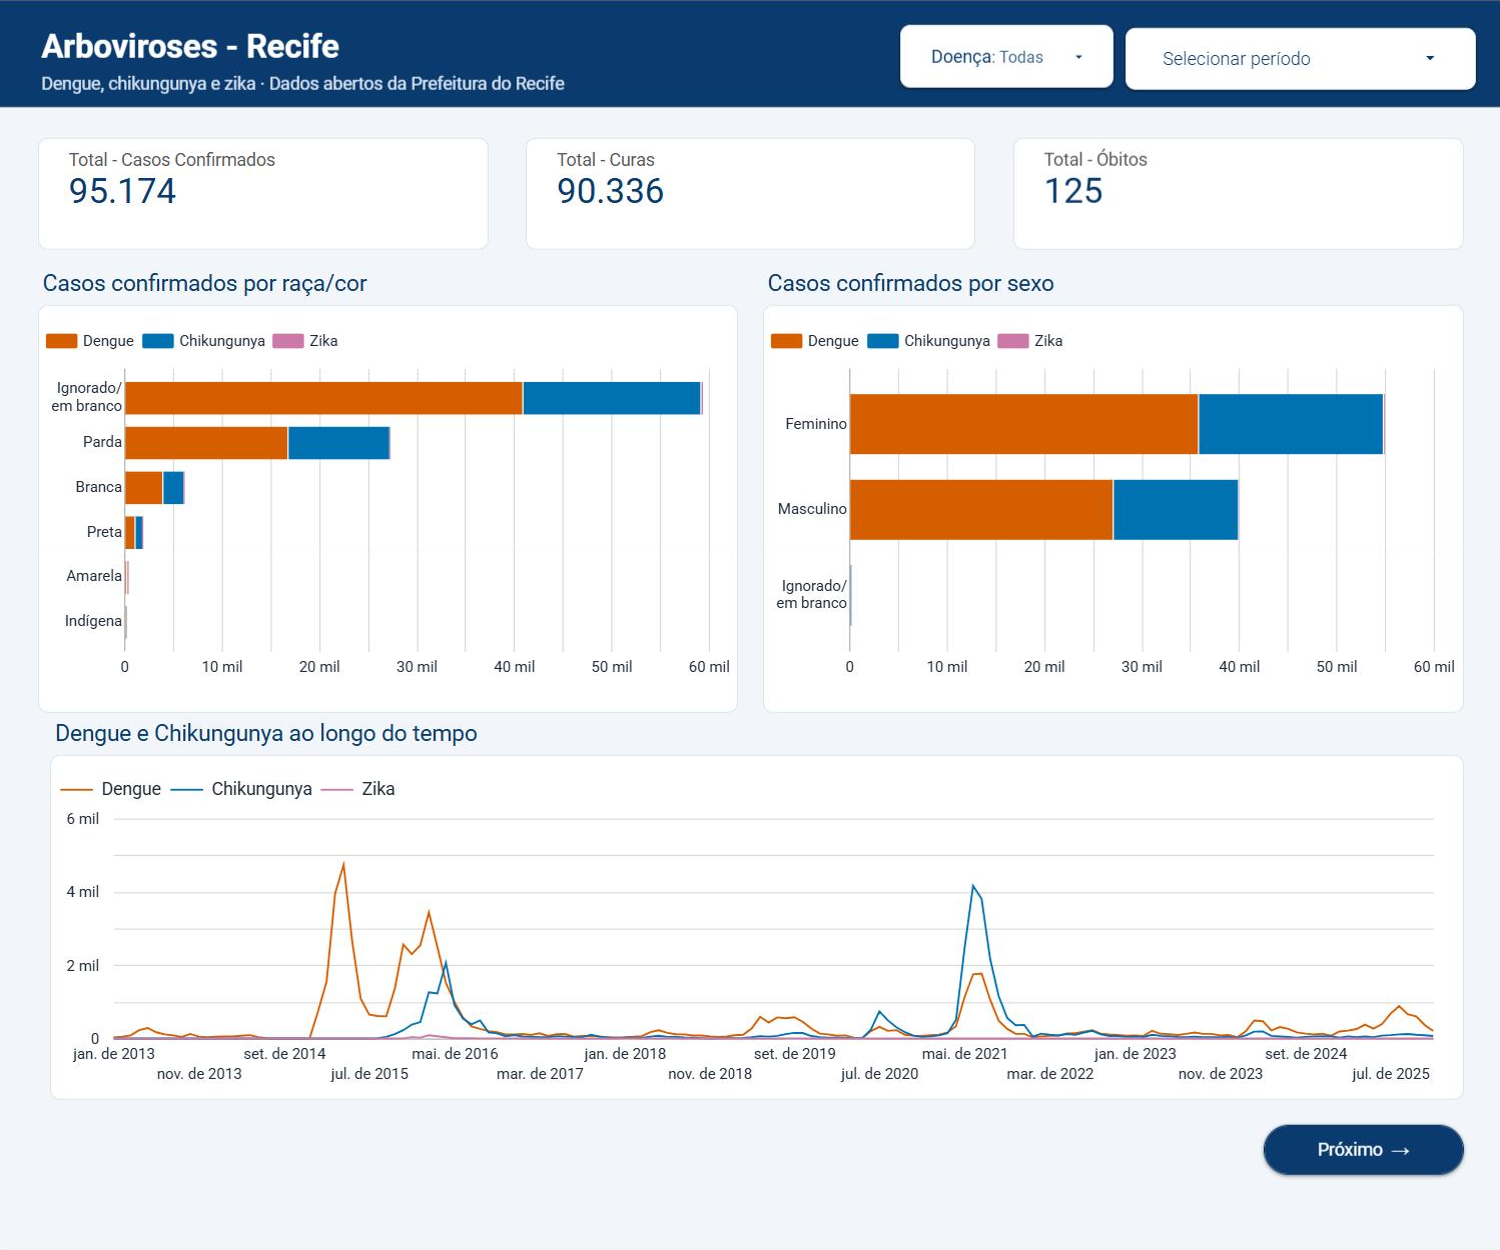 Arboviroses - Recife
Dengue, chikungunya e zika · Dados abertos da Prefeitura do Recife
Doença: Todas
Selecionar período
Total - Casos Confirmados
95.174
Total - Curas
90.336
Total - Óbitos
125
Casos confirmados por raça/cor
Dengue Chikungunya Zika
Ignorado/
em branco
Parda
Branca
Preta
Amarela
Indígena
0 10 mil 20 mil 30 mil 40 mil 50 mil 60 mil
Casos confirmados por sexo
Dengue Chikungunya Zika
Feminino
Masculino
Ignorado/
em branco
0 10 mil 20 mil 30 mil 40 mil 50 mil 60 mil
Dengue e Chikungunya ao longo do tempo
Dengue Chikungunya Zika
6 mil
4 mil
2 mil
0
jan. de 2013 set. de 2014 mai. de 2016 jan. de 2018 set. de 2019 mai. de 2021 jan. de 2023 set. de 2024
nov. de 2013 jul. de 2015 mar. de 2017 nov. de 2018 jul. de 2020 mar. de 2022 nov. de 2023 jul. de 2025
Próximo →